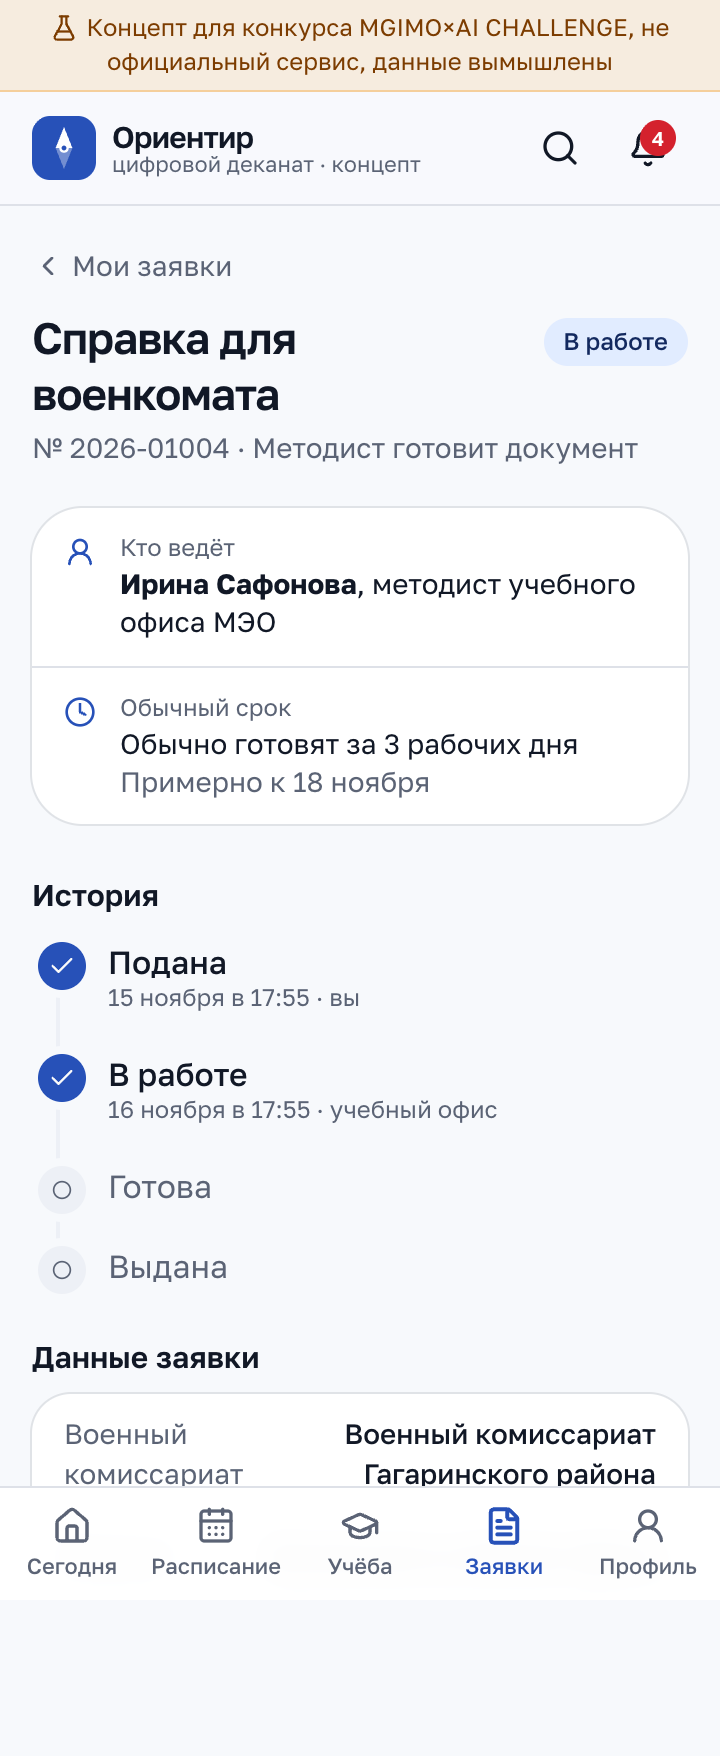 Концепт для конкурса MGIMO×AI CHALLENGE, не
официальный сервис, данные вымышлены
Ориентир
цифровой деканат · концепт
4
Мои заявки
Справка для
военкомата
В работе
№ 2026-01004 · Методист готовит документ
Кто ведёт
Ирина Сафонова, методист учебного
офиса МЭО
Обычный срок
Обычно готовят за 3 рабочих дня
Примерно к 18 ноября
История
Подана
15 ноября в 17:55 · вы
В работе
16 ноября в 17:55 · учебный офис
Готова
Выдана
Данные заявки
Военный
комиссариат
Военный комиссариат
Гагаринского района
Сегодня
Расписание
Учёба
Заявки
Профиль